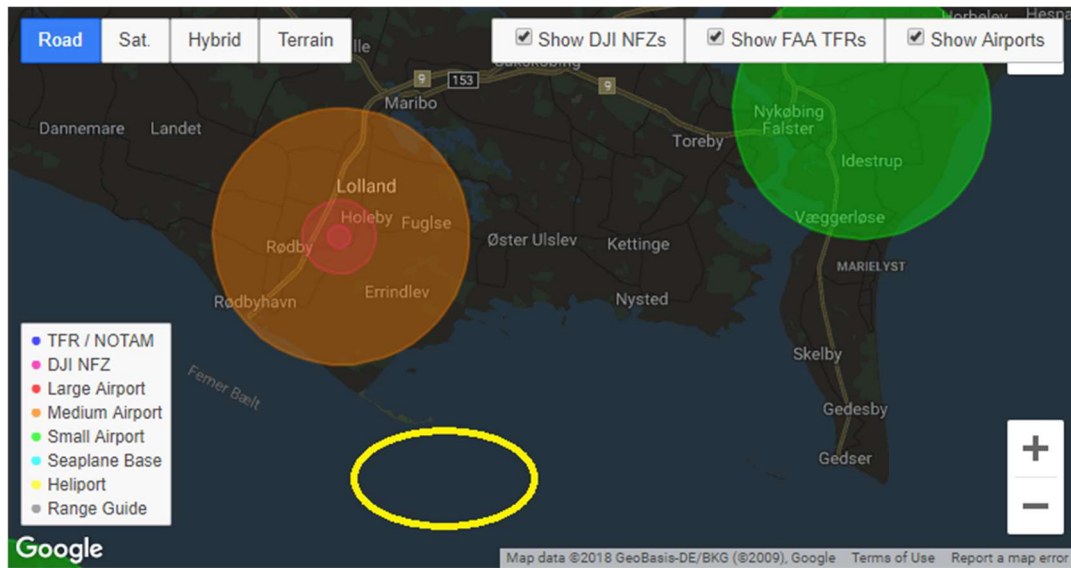 Road Sat. Hybrid Terrain
Show DJI NFZs Show FAA TFRs Show Airports
9 153
9
Maribo
Dannemare Landet
Nykøbing
Falster
Toreby
Idestrup
Lolland
Holeby Fuglse
Væggerløse
Rødby
Øster Ulslev Kettinge
MARIELYST
Errindlev
Rødbyhavn
Nysted
TFR / NOTAM
DJI NFZ
Large Airport
Medium Airport
Small Airport
Seaplane Base
Heliport
Range Guide
Femer Bælt
Skelby
Gedesby
Gedser
+
−
Google
Map data ©2018 GeoBasis-DE/BKG (©2009), Google Terms of Use Report a map error